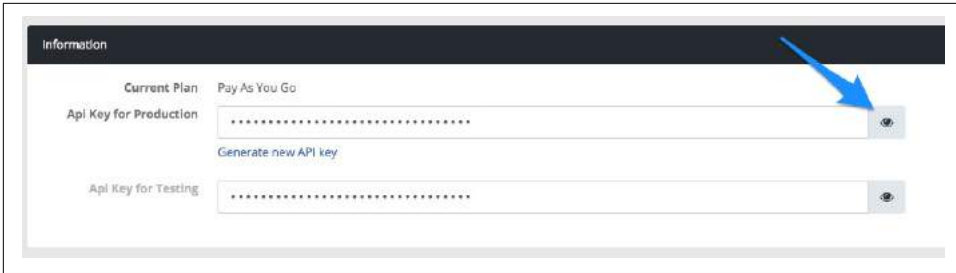 Information
Current Plan Pay As You Go
Api Key for Production ••••••••••••••••••••••••••••••••
Generate new API key
Api Key for Testing ••••••••••••••••••••••••••••••••